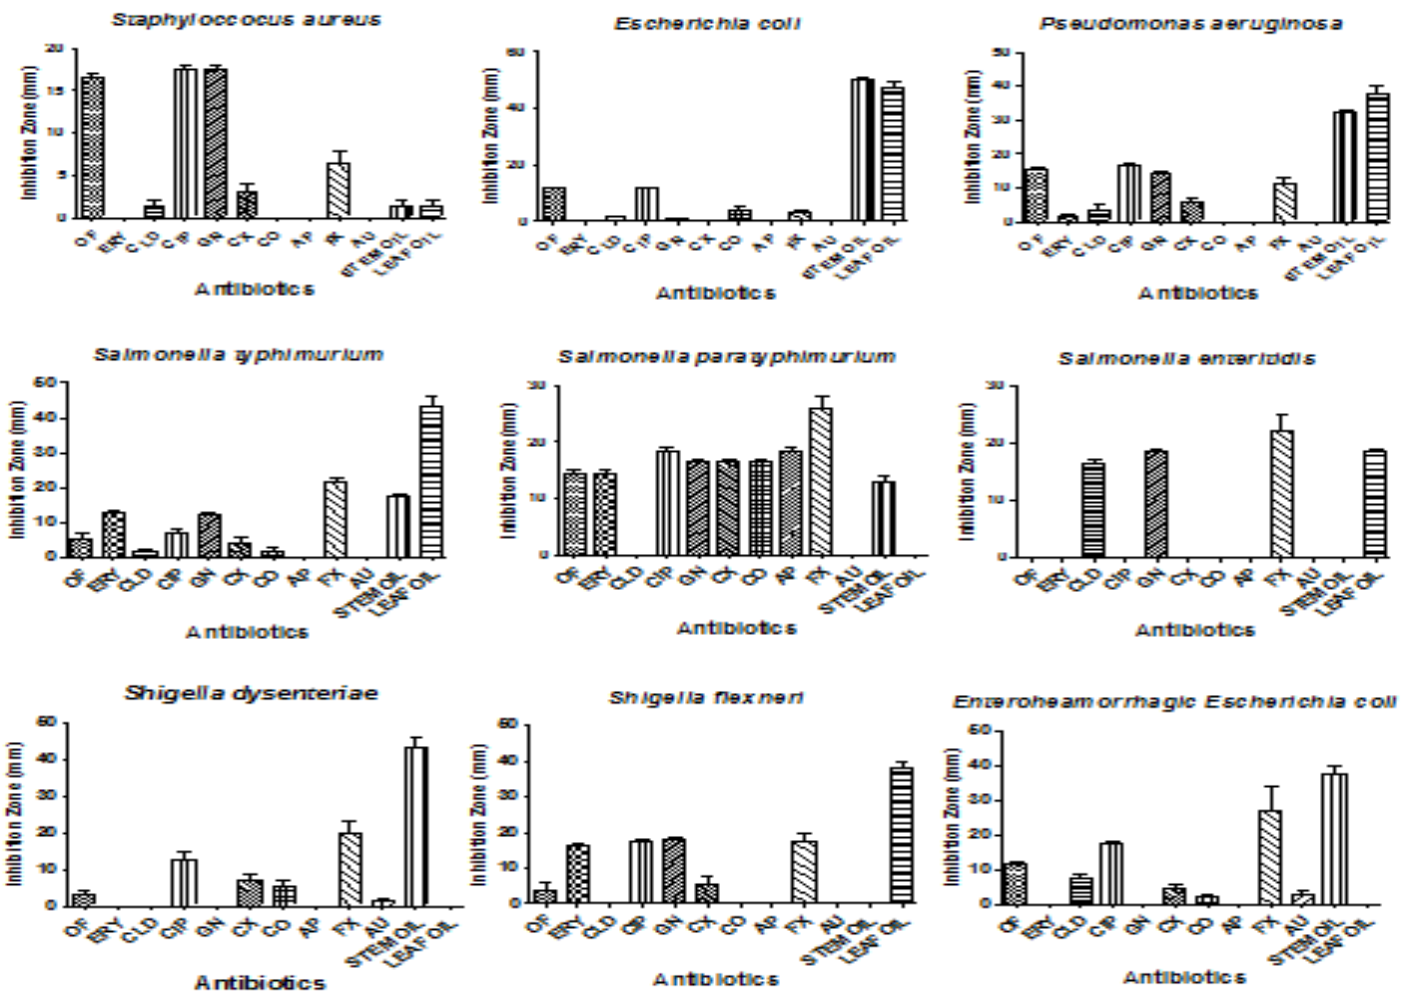 Staphyloccocus aureus
Inhibition Zone (mm)
20
15
10
5
0
OF ERY CLD CIP GN CX CO AP FX STEM OIL LEAF OIL
Antibiotics
Escherichia coli
Inhibition Zone (mm)
60
40
20
0
OF ERY CLD CIP GN CX CO AP FX AU STEM OIL LEAF OIL
Antibiotics
Pseudomonas aeruginosa
Inhibition Zone (mm)
50
40
30
20
10
0
OF ERY CLD CIP GN CX CO AP FX AU STEM OIL LEAF OIL
Antibiotics
Salmonella typhimurium
Inhibition Zone (mm)
50
40
30
20
10
0
OF ERY CLD CIP GN CX CO AP FX AU STEM OIL LEAF OIL
Antibiotics
Salmonella paratyphimurium
Inhibition Zone (mm)
30
20
10
0
OF ERY CLD CIP GN CX CO AP FX AU STEM OIL LEAF OIL
Antibiotics
Salmonella enteritidis
Inhibition Zone (mm)
30
20
10
0
OF ERY CLD CIP GN CX CO AP FX AU STEM OIL LEAF OIL
Antibiotics
Shigella dysenteriae
Inhibition Zone (mm)
50
40
30
20
10
0
OF ERY CLD CIP GN CX CO AP FX AU STEM OIL LEAF OIL
Antibiotics
Shigella flexneri
Inhibition Zone (mm)
50
40
30
20
10
0
OF ERY CLD CIP GN CX CO AP FX AU STEM OIL LEAF OIL
Antibiotics
Enteroheamorrhagic Escherichia coli
Inhibition Zone (mm)
50
40
30
20
10
0
OF ERY CLD CIP GN CX CO AP FX AU STEM OIL LEAF OIL
Antibiotics